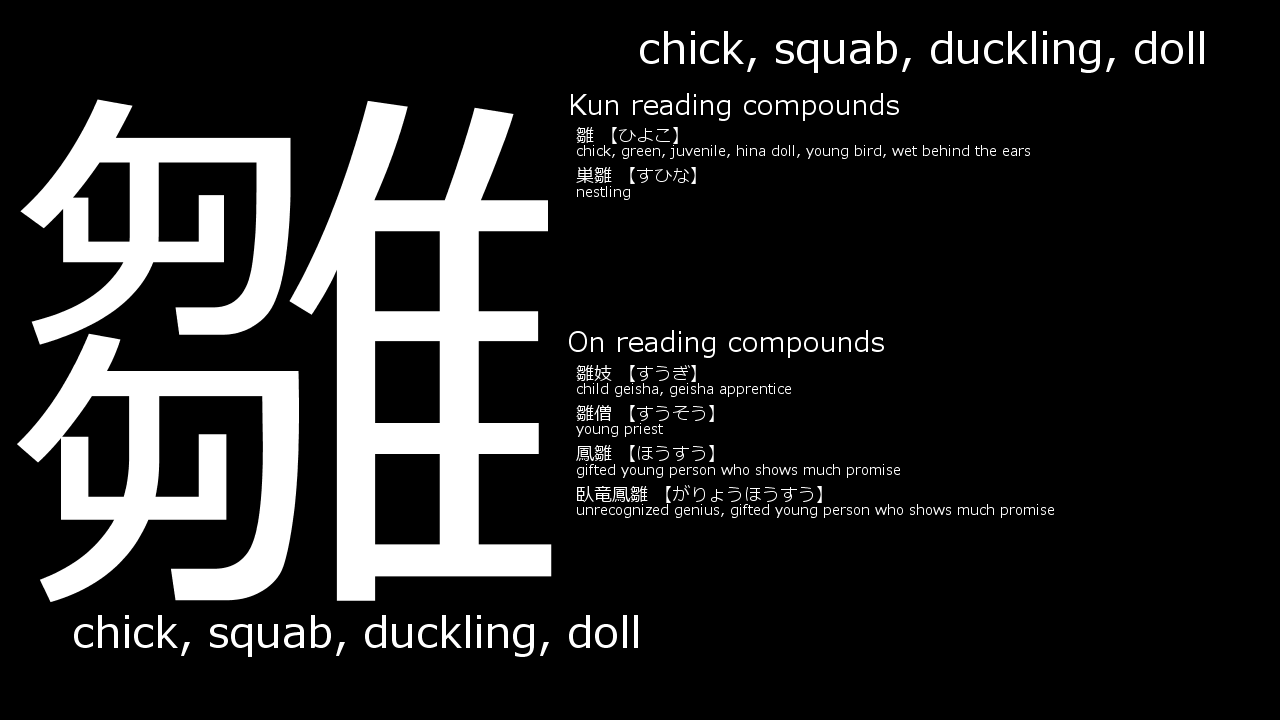 chick, squab, duckling, doll
雛
Kun reading compounds
雛 【ひよこ】
chick, green, juvenile, hina doll, young bird, wet behind the ears
巣雛 【すひな】
nestling
On reading compounds
雛妓 【すうぎ】
child geisha, geisha apprentice
雛僧 【すうそう】
young priest
鳳雛 【ほうすう】
gifted young person who shows much promise
臥竜鳳雛 【がりょうほうすう】
unrecognized genius, gifted young person who shows much promise
chick, squab, duckling, doll